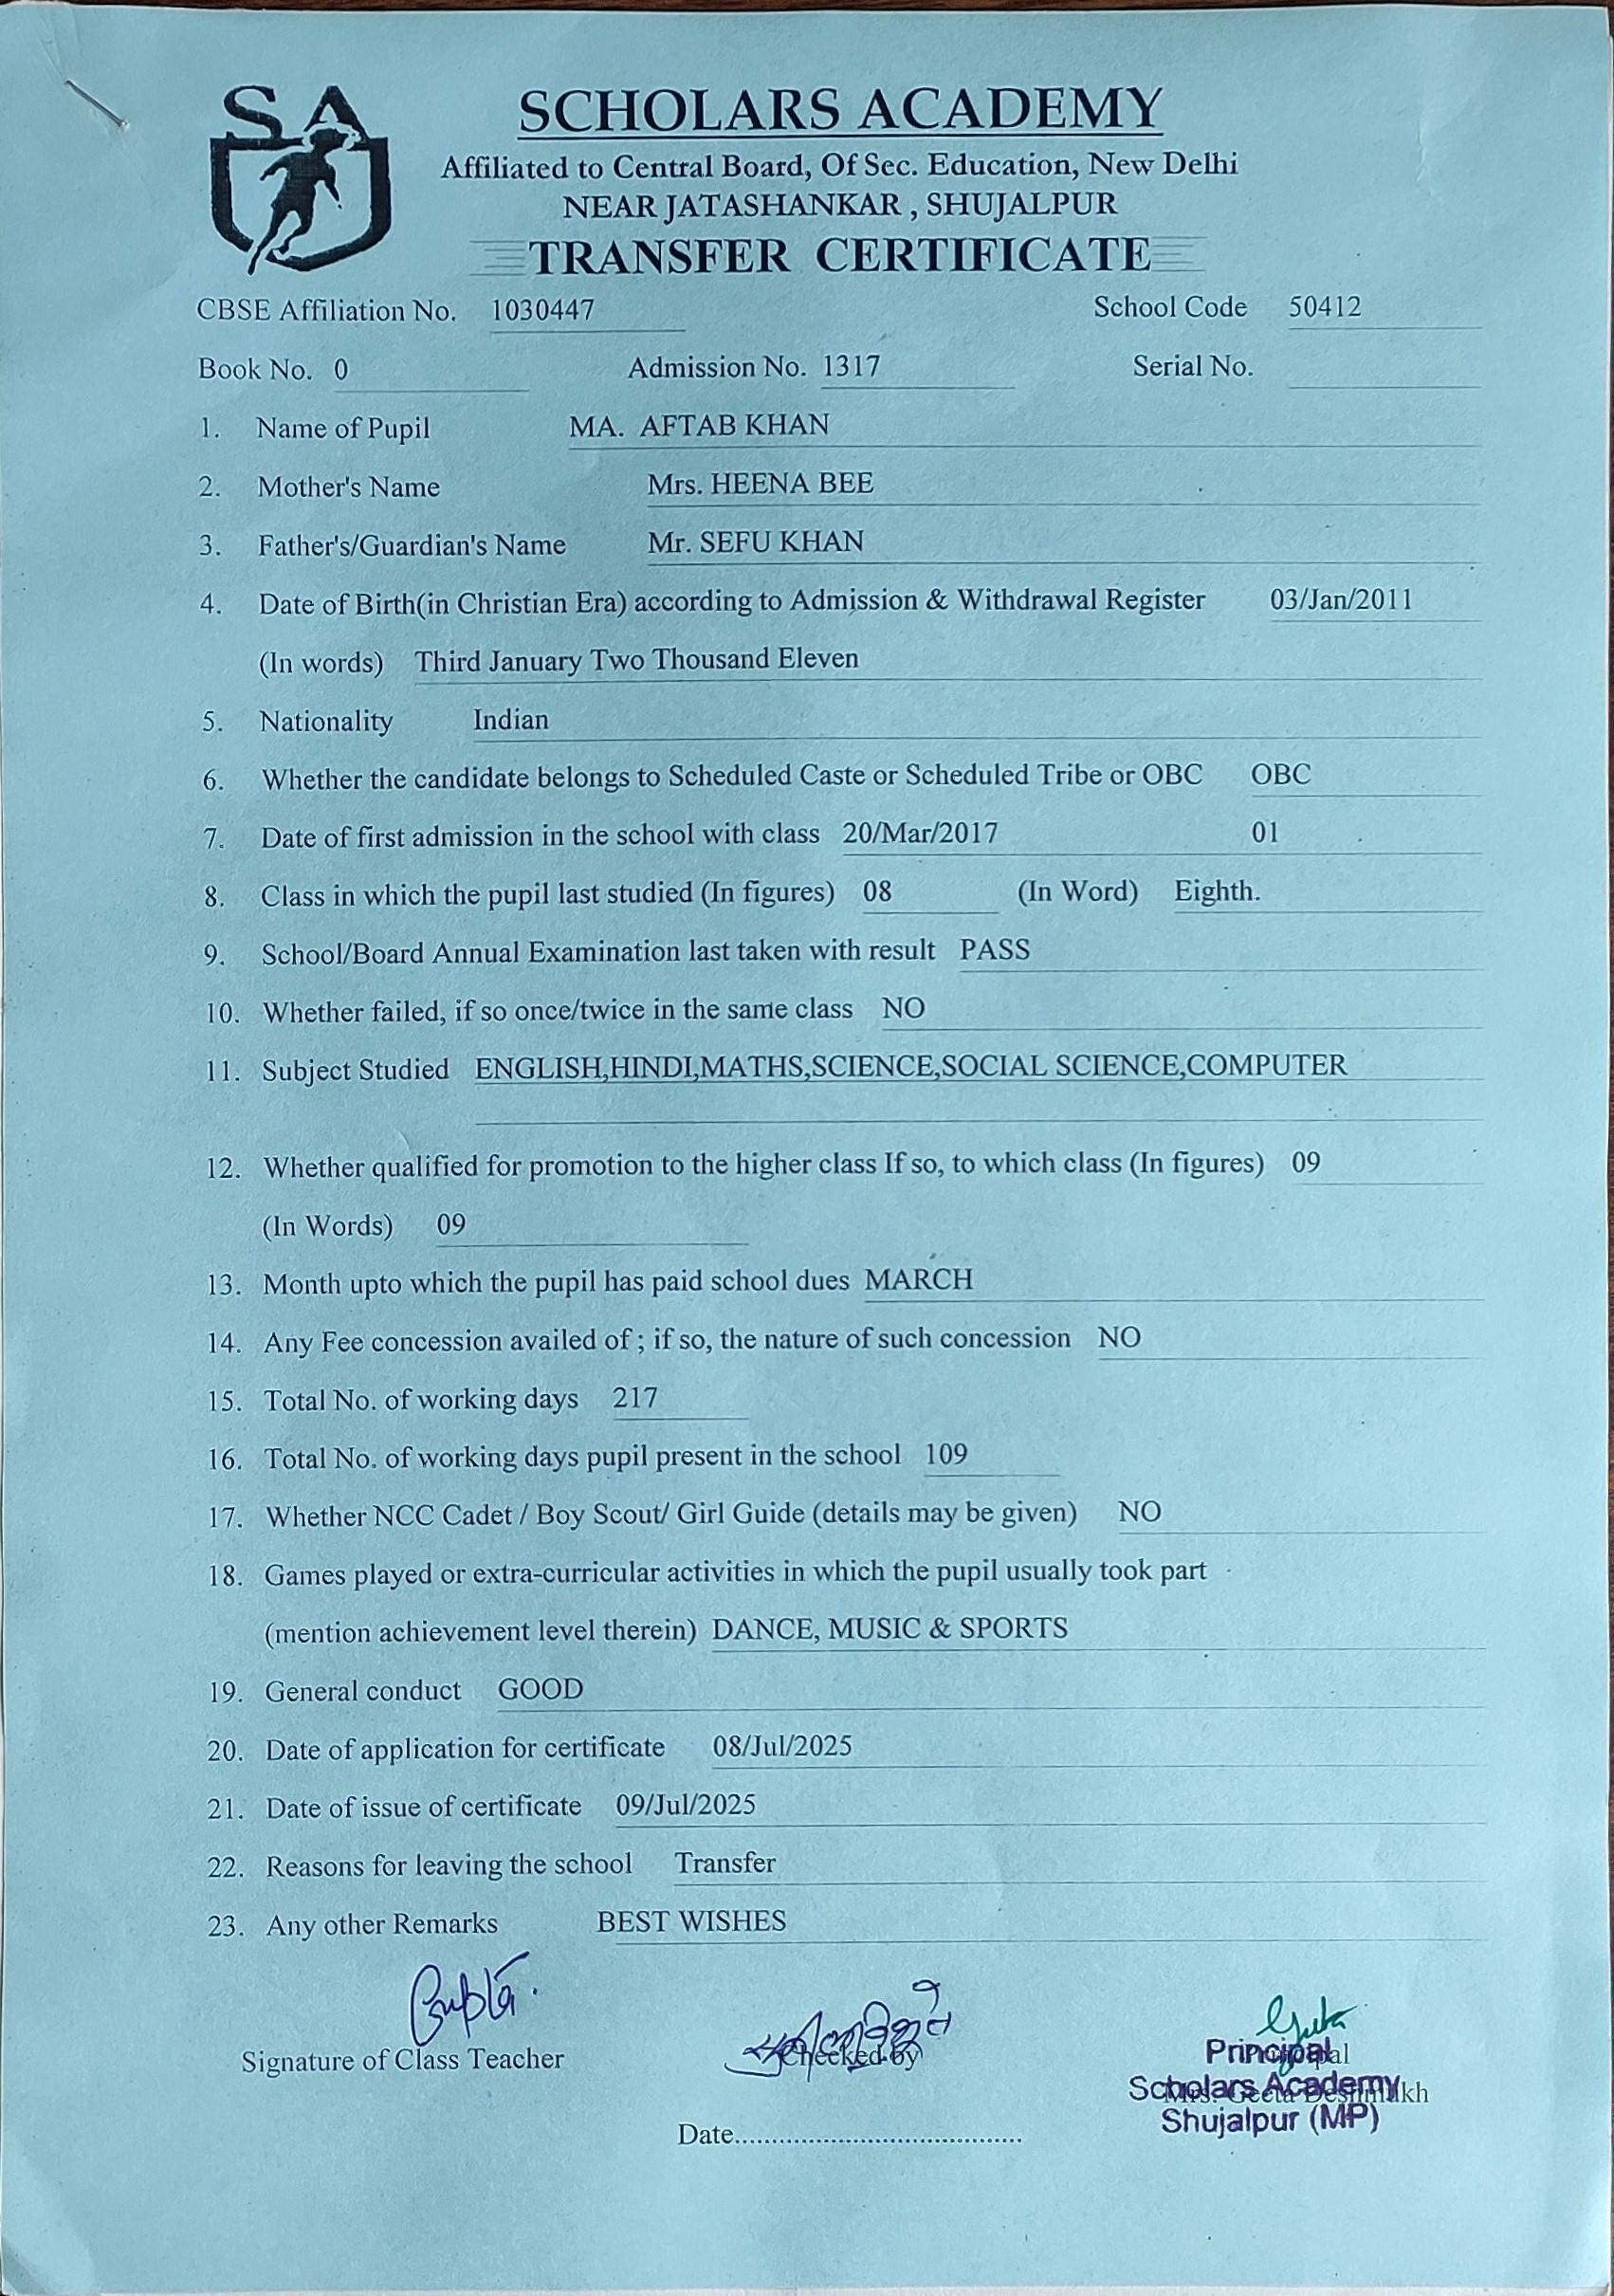 SA
SCHOLARS ACADEMY
Affiliated to Central Board, Of Sec. Education, New Delhi
NEAR JATASHANKAR , SHUJALPUR
TRANSFER CERTIFICATE
CBSE Affiliation No. 1030447 School Code 50412
Book No. 0 Admission No. 1317 Serial No.
1. Name of Pupil MA. AFTAB KHAN
2. Mother's Name Mrs. HEENA BEE
3. Father's/Guardian's Name Mr. SEFU KHAN
4. Date of Birth(in Christian Era) according to Admission & Withdrawal Register 03/Jan/2011
(In words) Third January Two Thousand Eleven
5. Nationality Indian
6. Whether the candidate belongs to Scheduled Caste or Scheduled Tribe or OBC OBC
7. Date of first admission in the school with class 20/Mar/2017 01
8. Class in which the pupil last studied (In figures) 08 (In Word) Eighth.
9. School/Board Annual Examination last taken with result PASS
10. Whether failed, if so once/twice in the same class NO
11. Subject Studied ENGLISH,HINDI,MATHS,SCIENCE,SOCIAL SCIENCE,COMPUTER
12. Whether qualified for promotion to the higher class If so, to which class (In figures) 09
(In Words) 09
13. Month upto which the pupil has paid school dues MARCH
14. Any Fee concession availed of ; if so, the nature of such concession NO
15. Total No. of working days 217
16. Total No. of working days pupil present in the school 109
17. Whether NCC Cadet / Boy Scout/ Girl Guide (details may be given) NO
18. Games played or extra-curricular activities in which the pupil usually took part
(mention achievement level therein) DANCE, MUSIC & SPORTS
19. General conduct GOOD
20. Date of application for certificate 08/Jul/2025
21. Date of issue of certificate 09/Jul/2025
22. Reasons for leaving the school Transfer
23. Any other Remarks BEST WISHES
Gupta
Signature of Class Teacher Checked by Principal
Mrs. Geeta Deshmukh
Geeta
Principal
Scholars Academy
Shujalpur (MP)
Date......................................